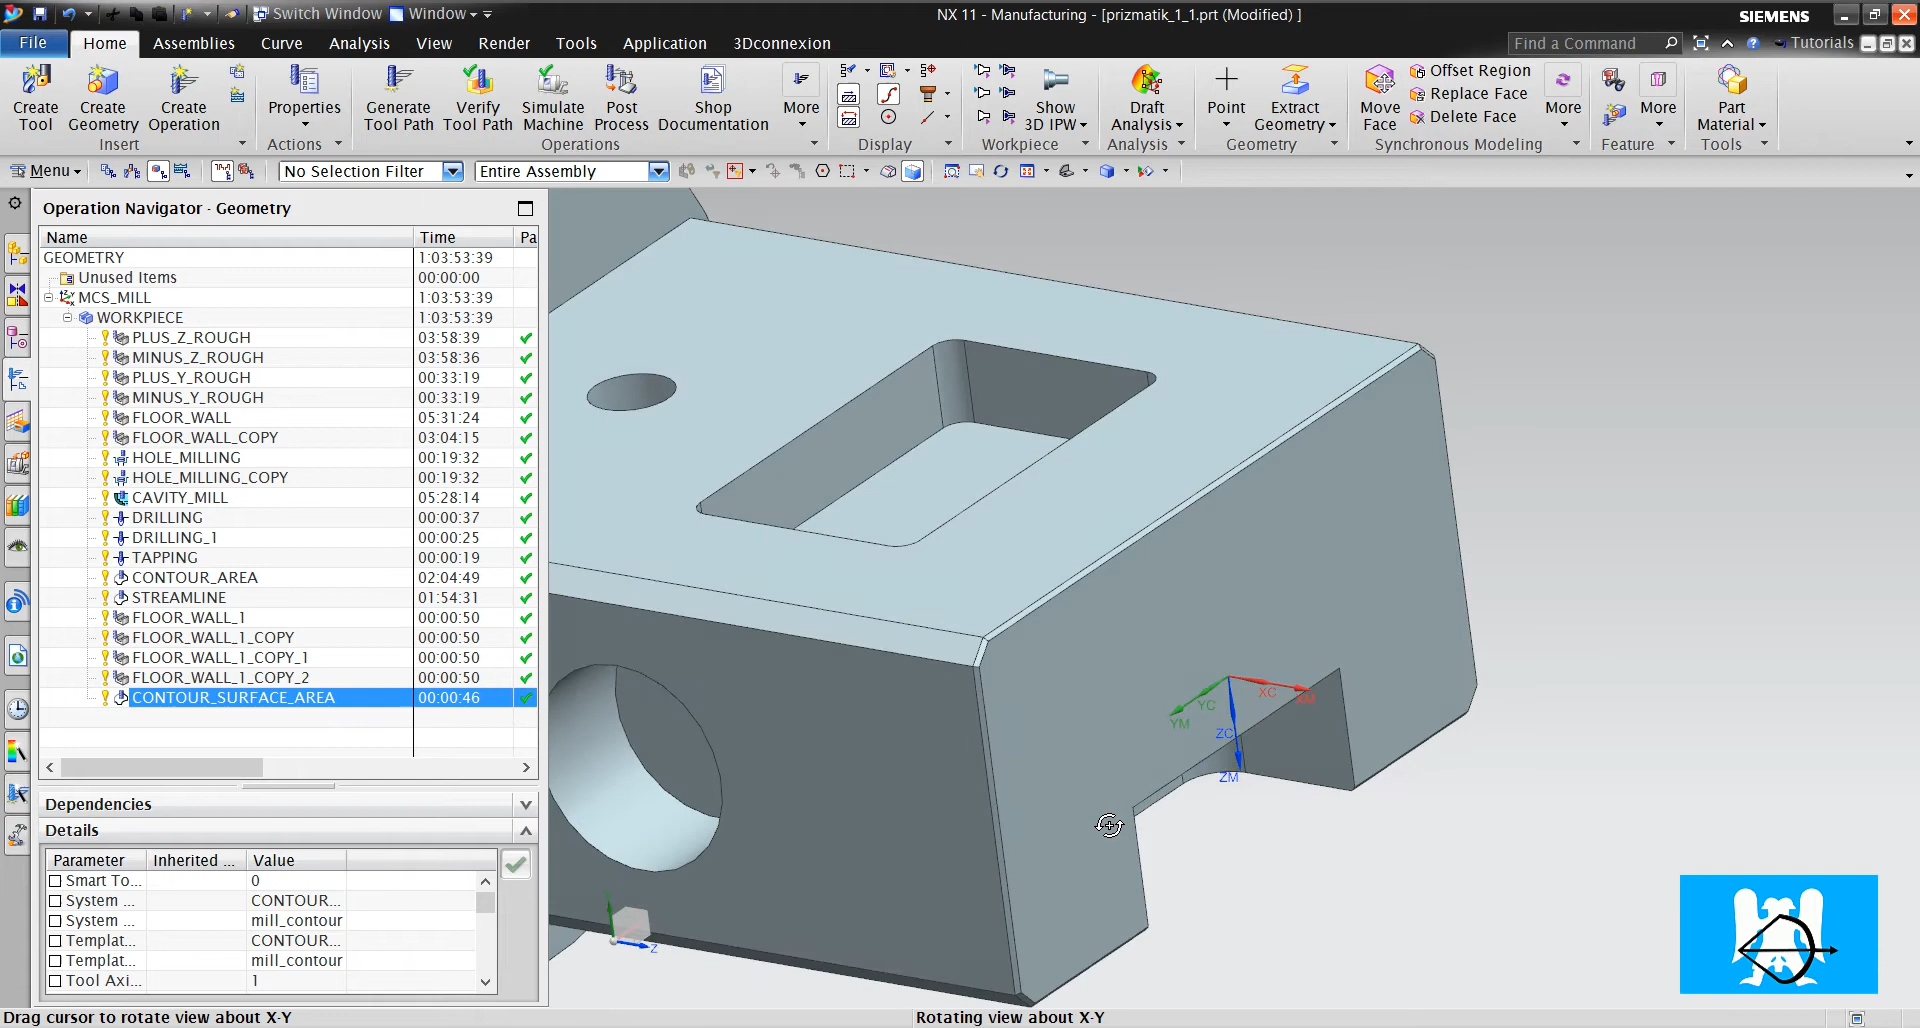 Switch Window Window NX 11 - Manufacturing - [prizmatik_1_1.prt (Modified) ] SIEMENS
File Home Assemblies Curve Analysis View Render Tools Application 3Dconnexion Find a Command Tutorials
Create Tool Create Geometry Create Operation Properties Generate Tool Path Verify Tool Path Simulate Machine Post Process Shop Documentation More Show 3D IPW Draft Analysis Point Extract Geometry Move Face Offset Region Replace Face Delete Face More More Part Material
Insert Actions Operations Display Workpiece Analysis Geometry Synchronous Modeling Feature Tools
Menu No Selection Filter Entire Assembly
Operation Navigator - Geometry
Name Time Pa
GEOMETRY 1:03:53:39
Unused Items 00:00:00
MCS_MILL 1:03:53:39
WORKPIECE 1:03:53:39
PLUS_Z_ROUGH 03:58:39
MINUS_Z_ROUGH 03:58:36
PLUS_Y_ROUGH 00:33:19
MINUS_Y_ROUGH 00:33:19
FLOOR_WALL 05:31:24
FLOOR_WALL_COPY 03:04:15
HOLE_MILLING 00:19:32
HOLE_MILLING_COPY 00:19:32
CAVITY_MILL 05:28:14
DRILLING 00:00:37
DRILLING_1 00:00:25
TAPPING 00:00:19
CONTOUR_AREA 02:04:49
STREAMLINE 01:54:31
FLOOR_WALL_1 00:00:50
FLOOR_WALL_1_COPY 00:00:50
FLOOR_WALL_1_COPY_1 00:00:50
FLOOR_WALL_1_COPY_2 00:00:50
CONTOUR_SURFACE_AREA 00:00:46
XC XM
YC
YM
ZC
ZM
Dependencies
Details
Parameter Inherited ... Value
Smart To... 0
System ... CONTOUR...
System ... mill_contour
Templat... CONTOUR...
Templat... mill_contour
Tool Axi... 1
Z
Drag cursor to rotate view about X-Y Rotating view about X-Y